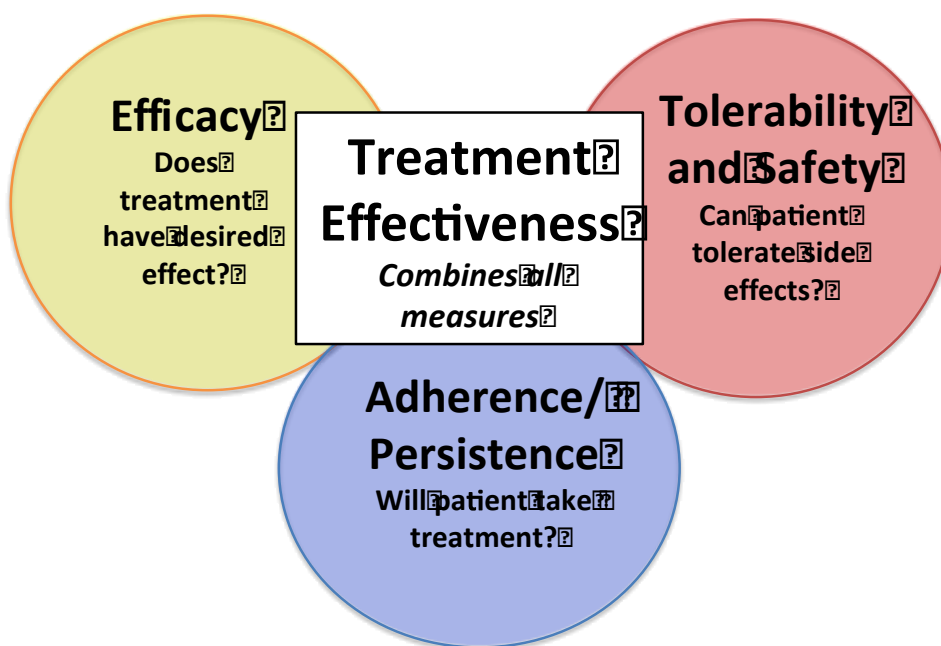 Efficacy
Does
treatment
have desired
effect?
Treatment
Effectiveness
Combines all
measures
Tolerability
and Safety
Can patient
tolerate side
effects?
Adherence/
Persistence
Will patient take
treatment?